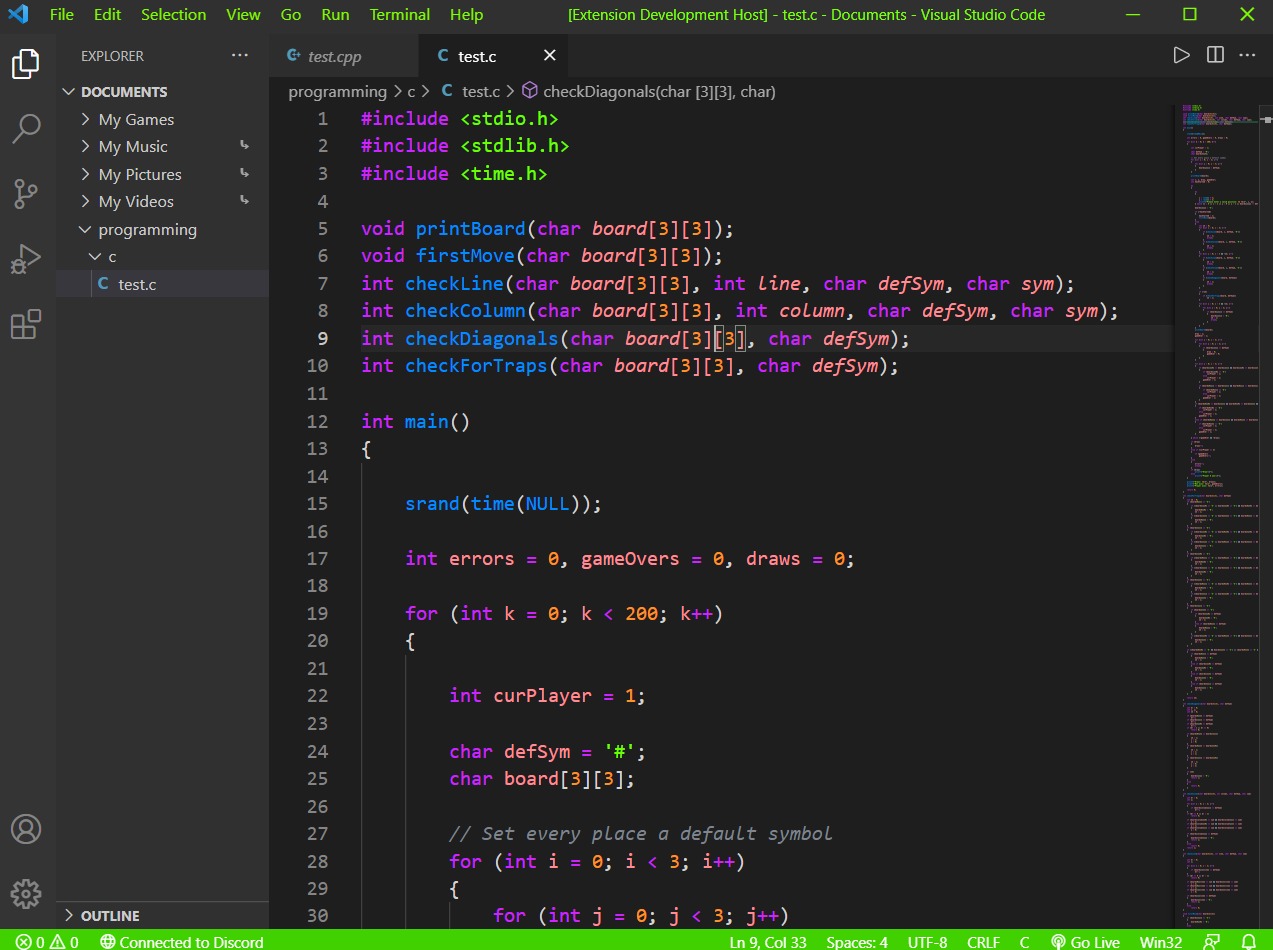 File Edit Selection View Go Run Terminal Help [Extension Development Host] - test.c - Documents - Visual Studio Code
EXPLORER
DOCUMENTS
My Games
My Music
My Pictures
My Videos
programming
c
C test.c
OUTLINE
test.cpp
C test.c
programming > c > C test.c > checkDiagonals(char [3][3], char)
1 #include <stdio.h>
2 #include <stdlib.h>
3 #include <time.h>
4
5 void printBoard(char board[3][3]);
6 void firstMove(char board[3][3]);
7 int checkLine(char board[3][3], int line, char defSym, char sym);
8 int checkColumn(char board[3][3], int column, char defSym, char sym);
9 int checkDiagonals(char board[3][3], char defSym);
10 int checkForTraps(char board[3][3], char defSym);
11
12 int main()
13 {
14
15 srand(time(NULL));
16
17 int errors = 0, gameOvers = 0, draws = 0;
18
19 for (int k = 0; k < 200; k++)
20 {
21
22 int curPlayer = 1;
23
24 char defSym = '#';
25 char board[3][3];
26
27 // Set every place a default symbol
28 for (int i = 0; i < 3; i++)
29 {
30 for (int j = 0; j < 3; j++)
0 0 Connected to Discord Ln 9, Col 33 Spaces: 4 UTF-8 CRLF C Go Live Win32